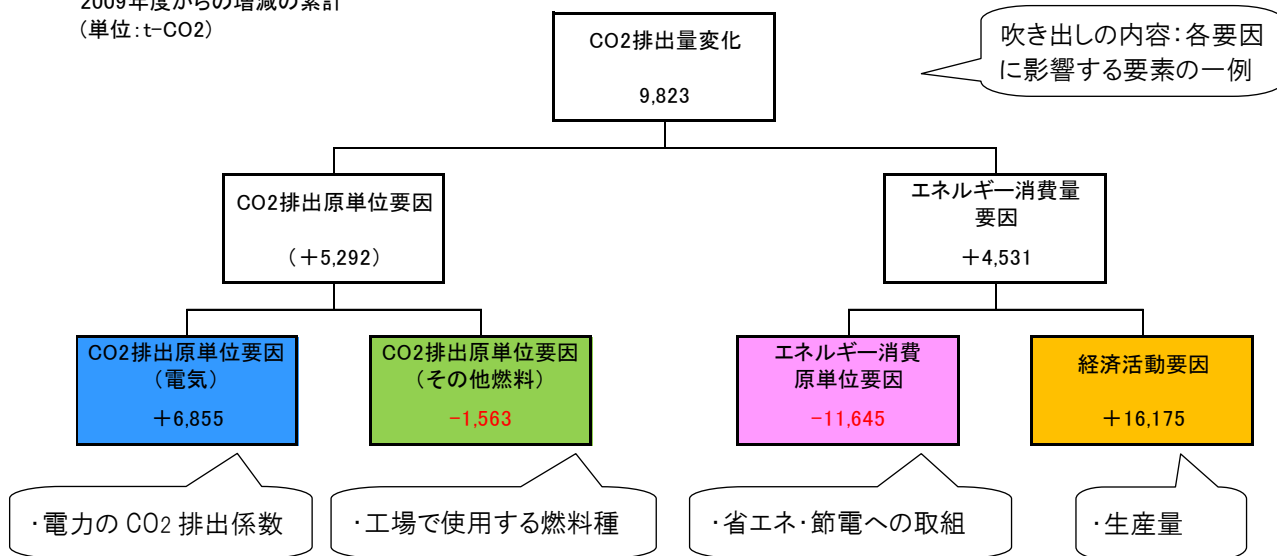 2009年度からの増減の累計
(単位:t-CO2)
CO2排出量変化
9,823
吹き出しの内容:各要因
に影響する要素の一例
CO2排出原単位要因
(+5,292)
エネルギー消費量
要因
+4,531
CO2排出原単位要因
(電気)
+6,855
CO2排出原単位要因
(その他燃料)
-1,563
エネルギー消費
原単位要因
-11,645
経済活動要因
+16,175
・電力の CO2 排出係数
・工場で使用する燃料種
・省エネ・節電への取組
・生産量